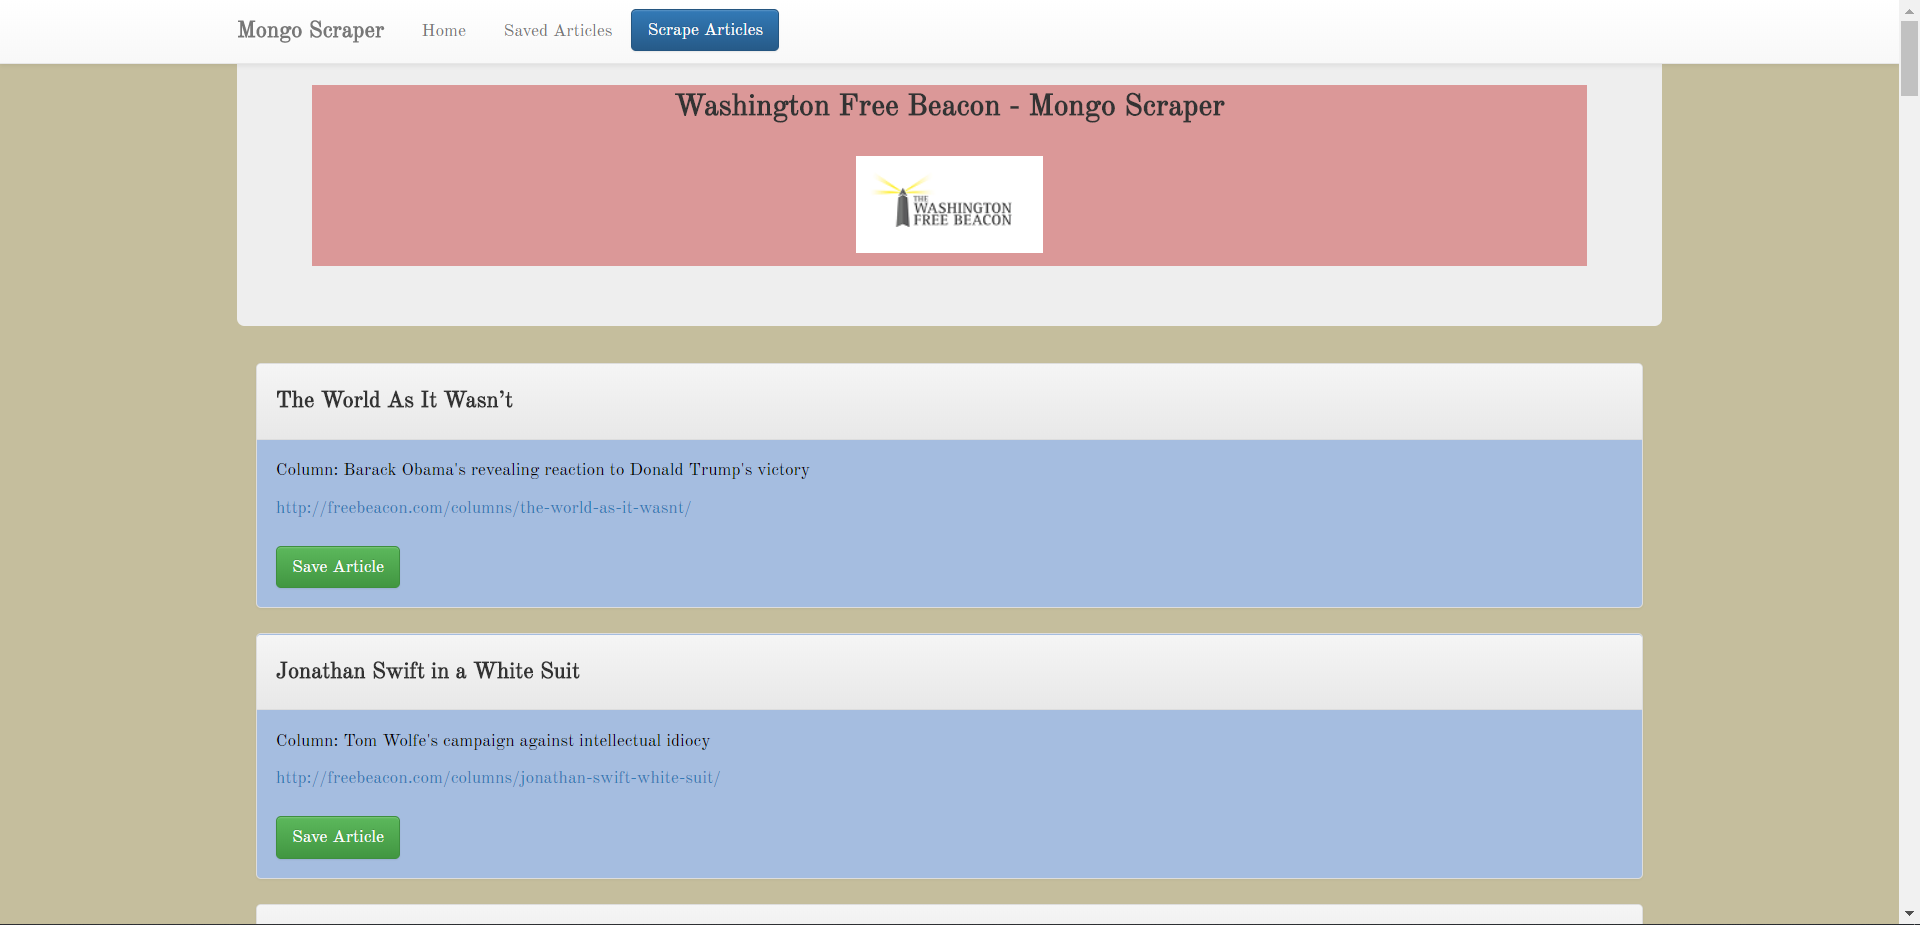 Mongo Scraper Home Saved Articles Scrape Articles
Washington Free Beacon - Mongo Scraper
THE
WASHINGTON
FREE BEACON
The World As It Wasn’t
Column: Barack Obama's revealing reaction to Donald Trump's victory
http://freebeacon.com/columns/the-world-as-it-wasnt/
Save Article
Jonathan Swift in a White Suit
Column: Tom Wolfe's campaign against intellectual idiocy
http://freebeacon.com/columns/jonathan-swift-white-suit/
Save Article